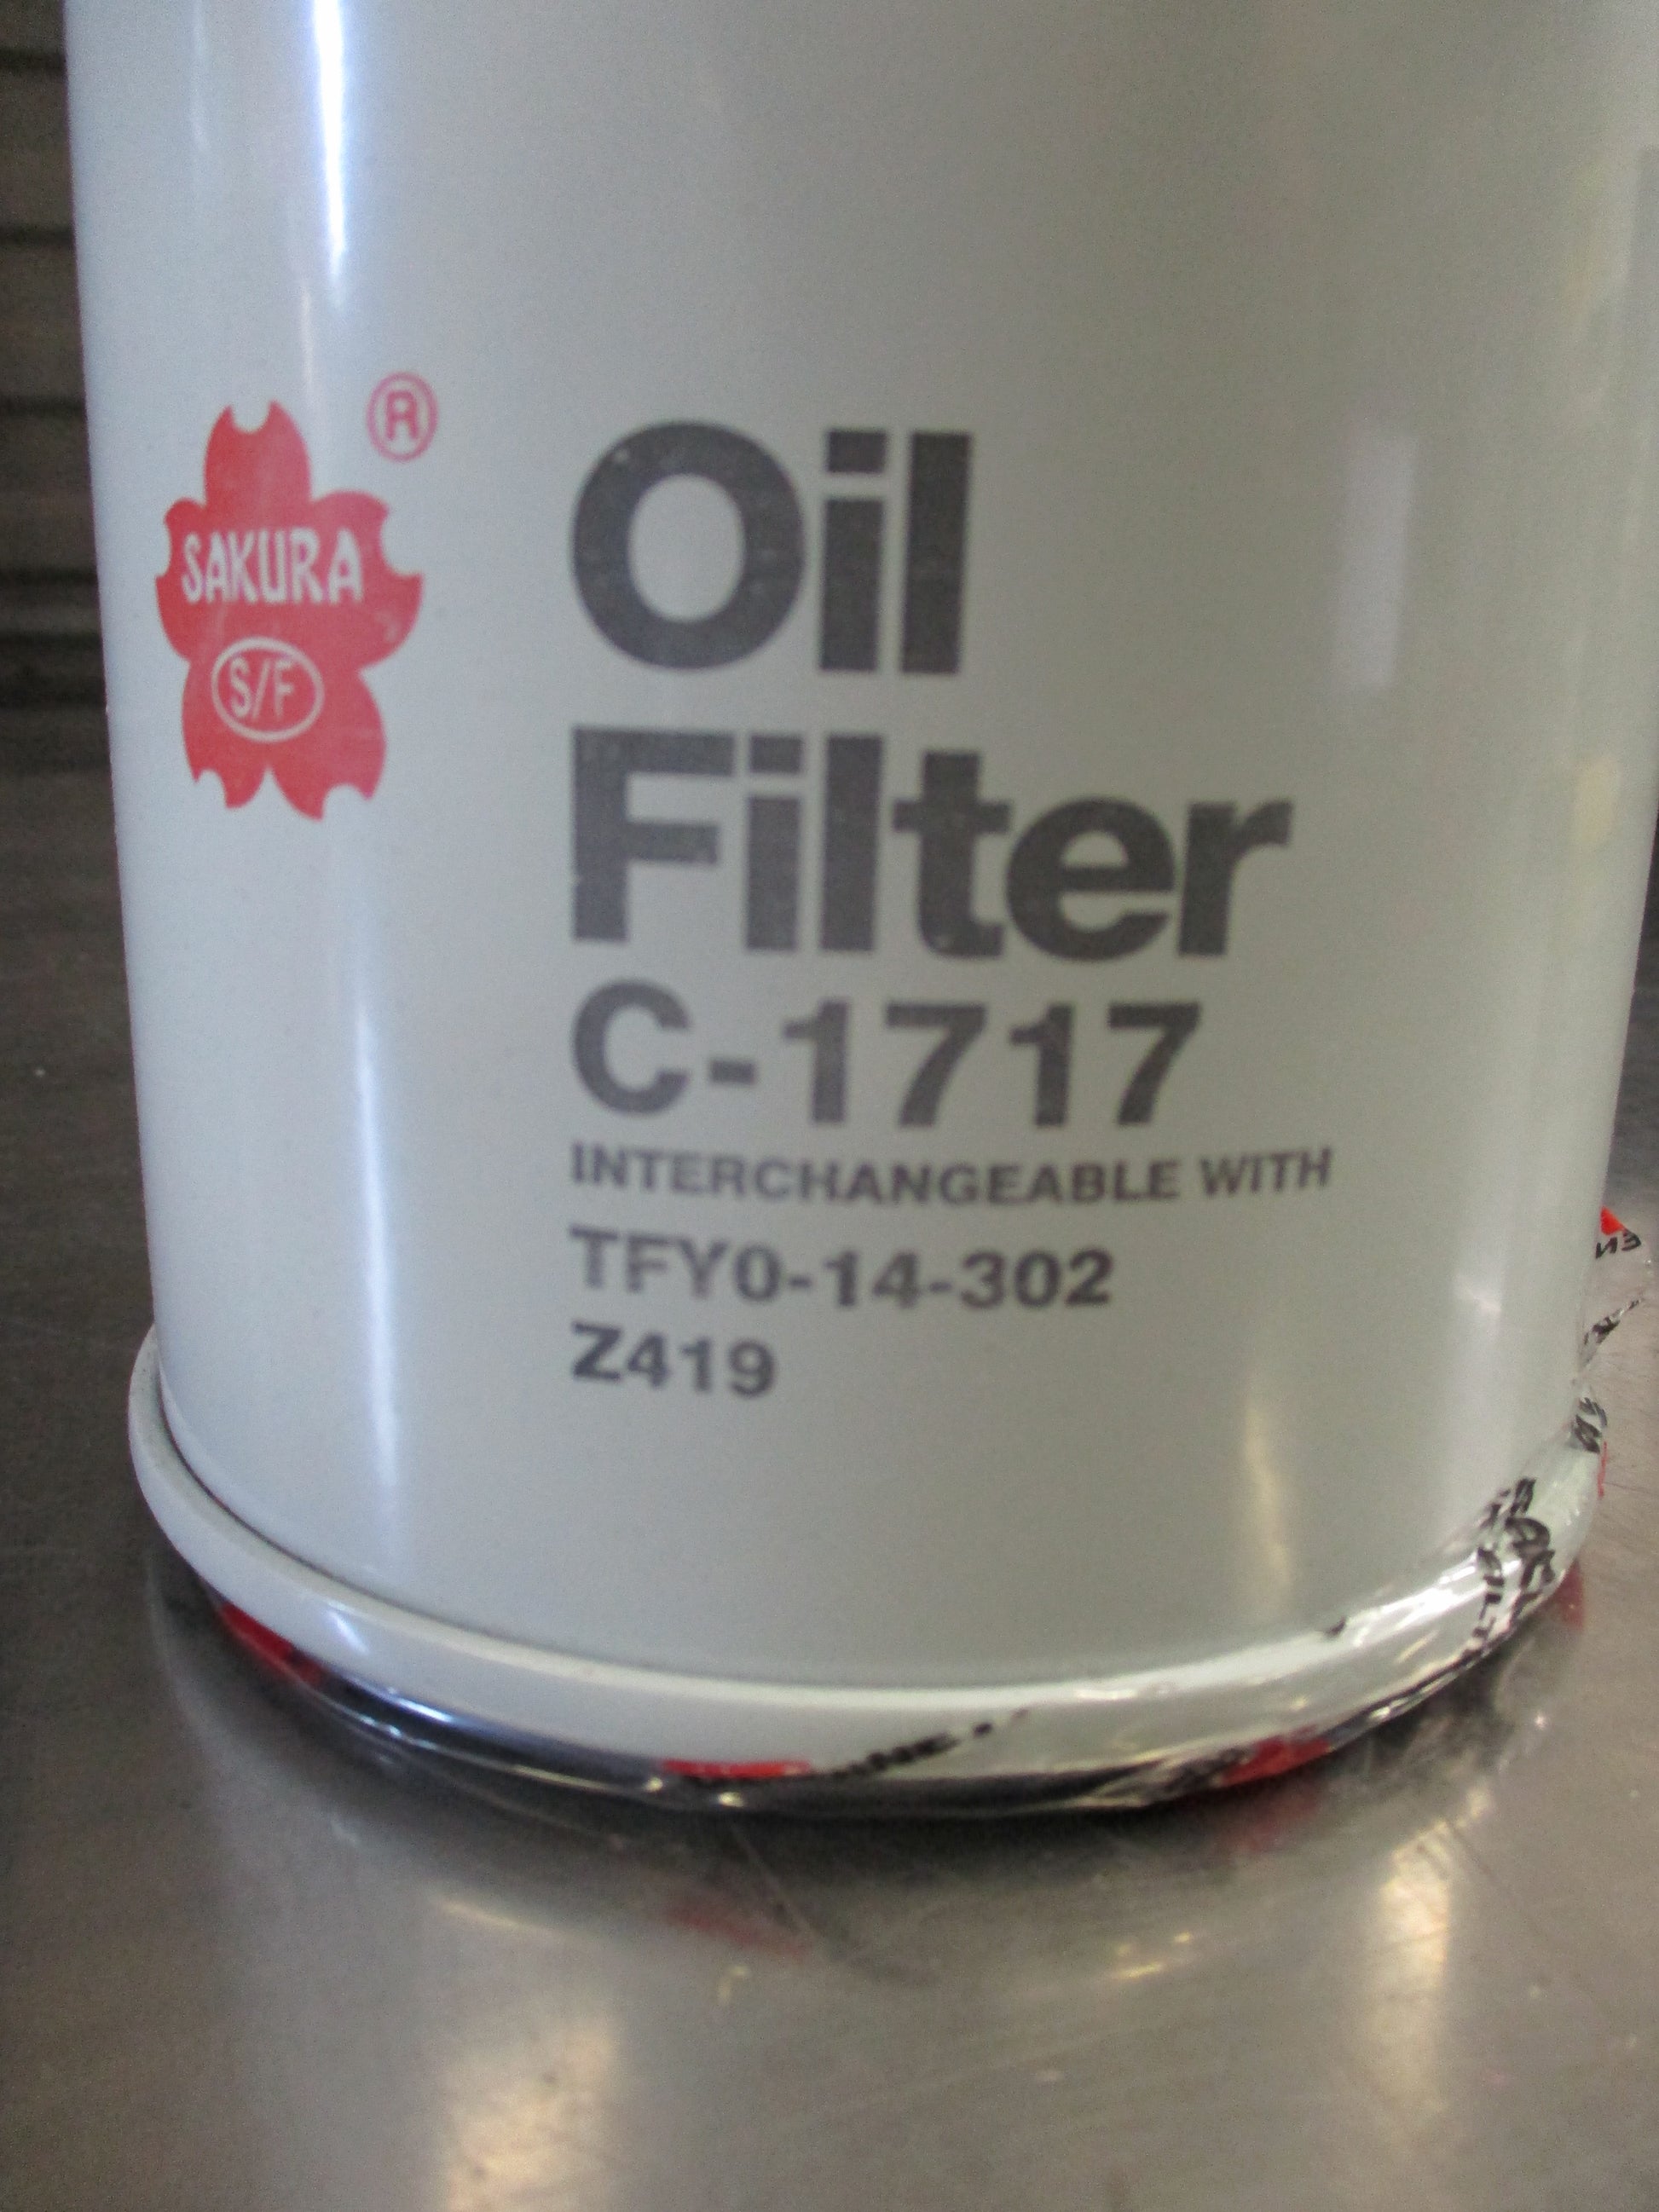 ®
SAKURA
S/F
Oil
Filter
C-1717
INTERCHANGEABLE WITH
TFY0-14-302
Z419